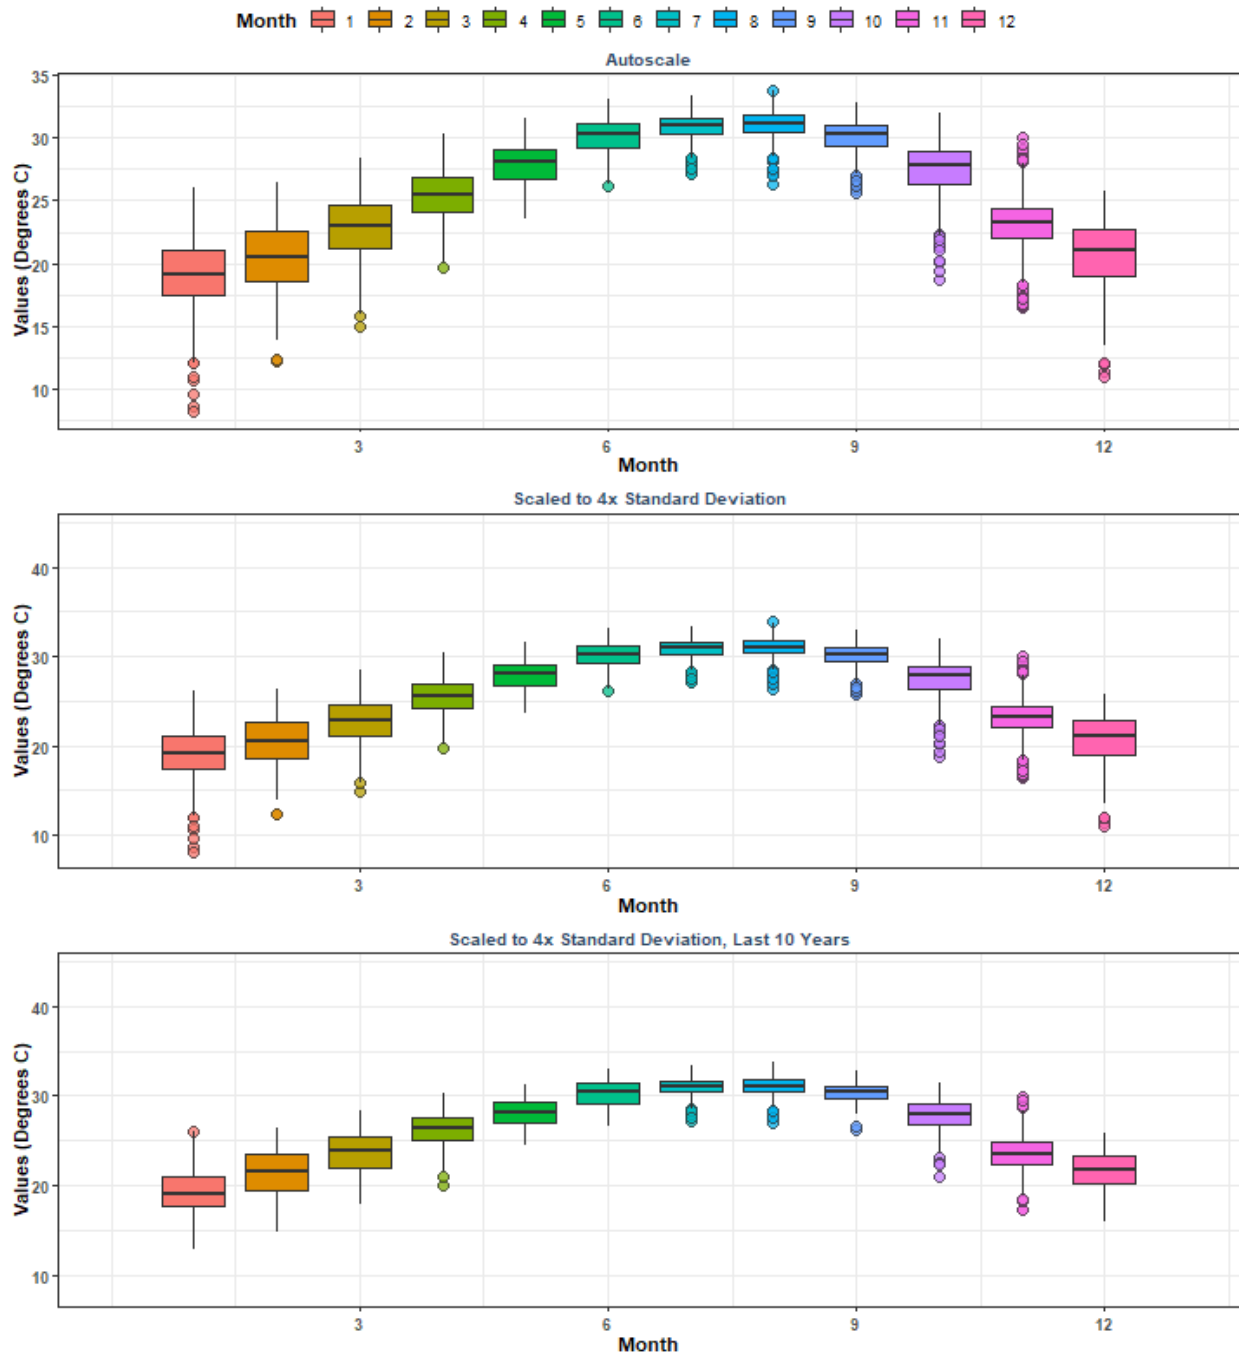 Month 1 2 3 4 5 6 7 8 9 10 11 12
Autoscale
Values (Degrees C)
35
30
25
20
15
10
3 6 9 12
Month
Scaled to 4x Standard Deviation
Values (Degrees C)
40
30
20
10
3 6 9 12
Month
Scaled to 4x Standard Deviation, Last 10 Years
Values (Degrees C)
40
30
20
10
3 6 9 12
Month